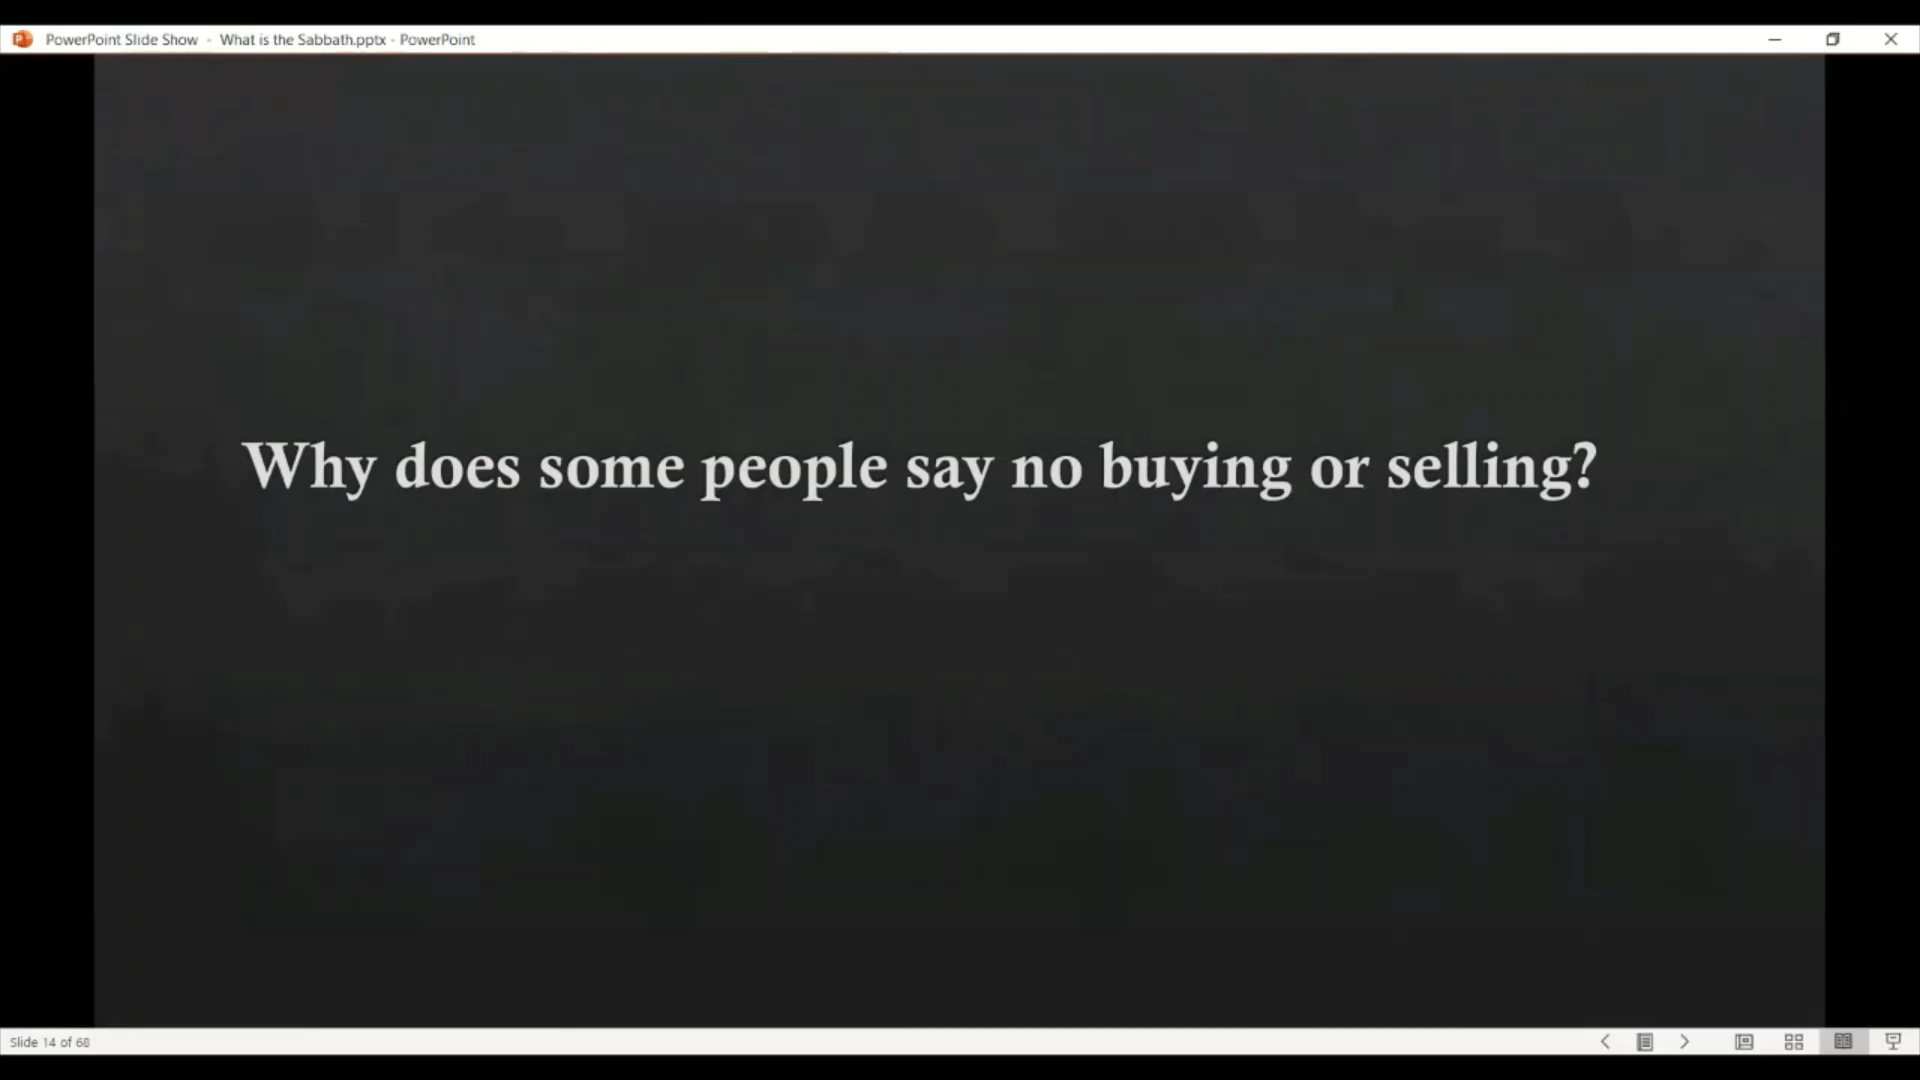 PowerPoint Slide Show - What is the Sabbath.pptx - PowerPoint
Why does some people say no buying or selling?
Slide 14 of 68